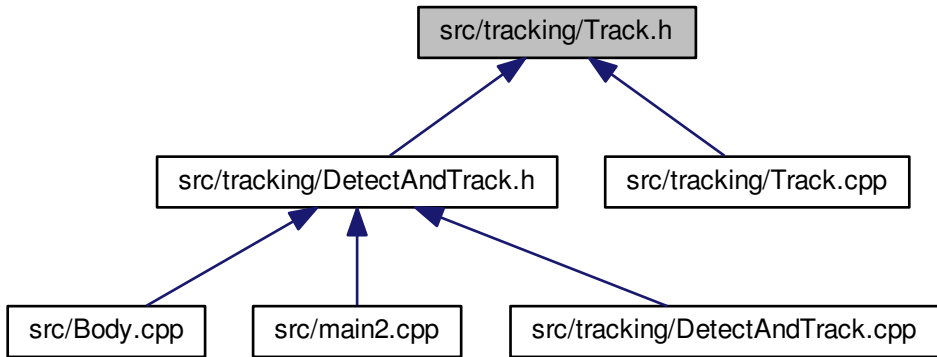 src/tracking/Track.h
src/tracking/DetectAndTrack.h
src/tracking/Track.cpp
src/Body.cpp
src/main2.cpp
src/tracking/DetectAndTrack.cpp